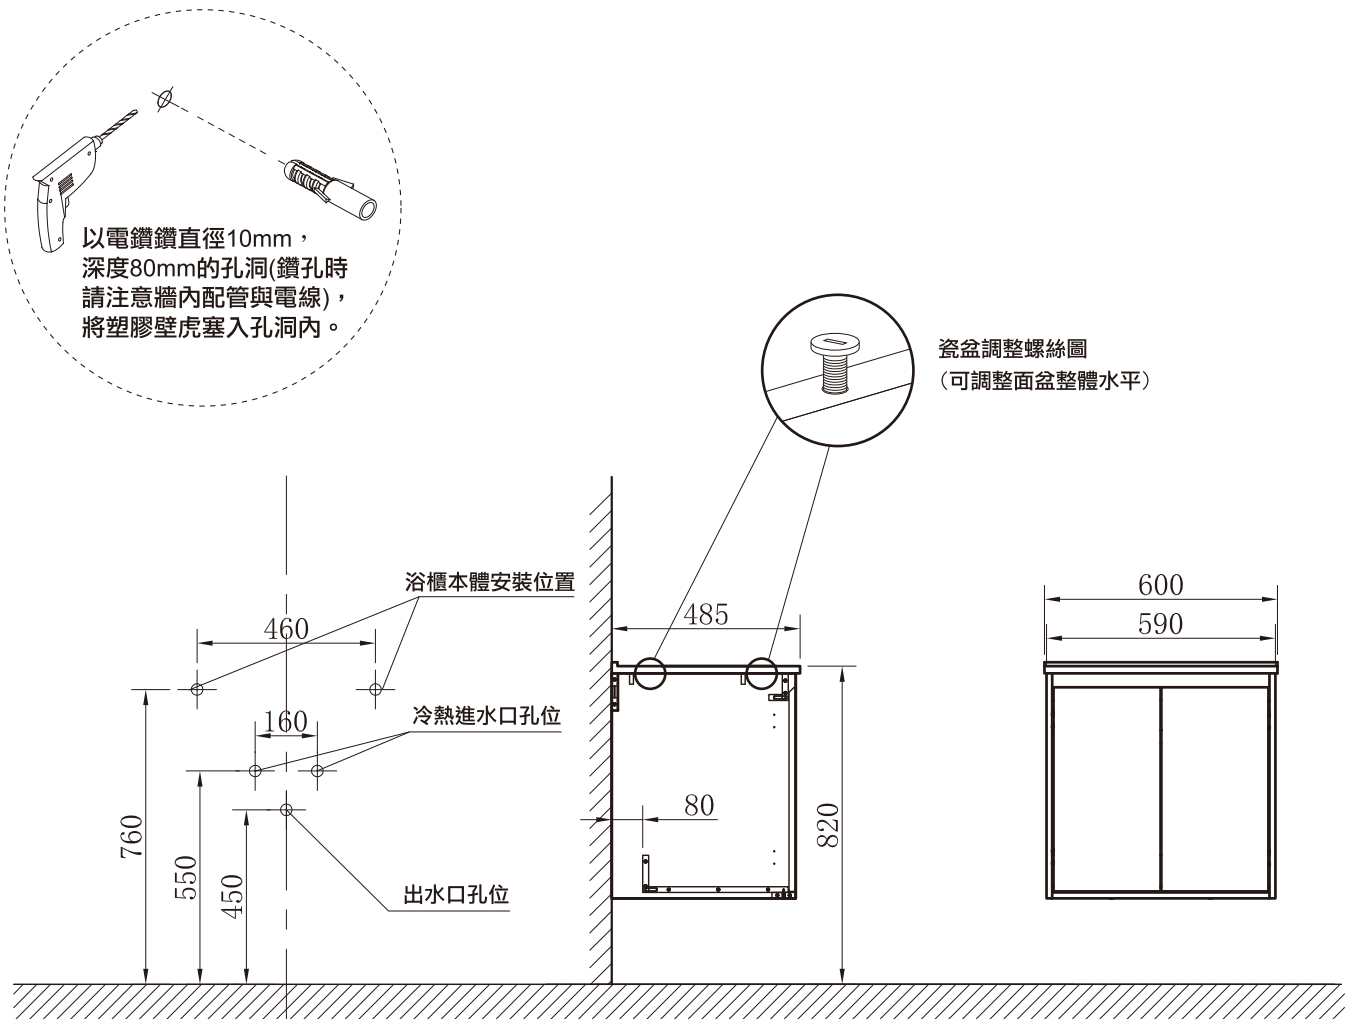 以電鑽鑽直徑10mm，
深度80mm的孔洞(鑽孔時
請注意牆內配管與電線)，
將塑膠壁虎塞入孔洞內。
瓷盆調整螺絲圖
（可調整面盆整體水平）
浴櫃本體安裝位置
460
冷熱進水口孔位
160
760
550
450
出水口孔位
485
80
820
600
590